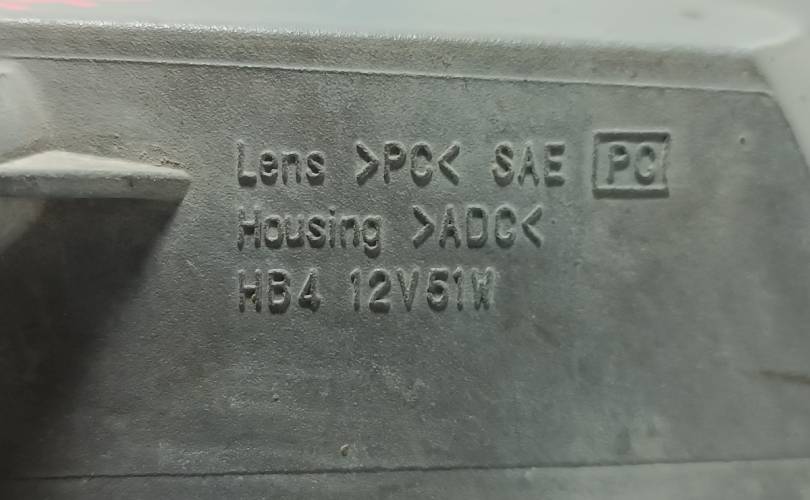 Lens >PC< SAE PC
Housing >ADC<
HB4 12V51W